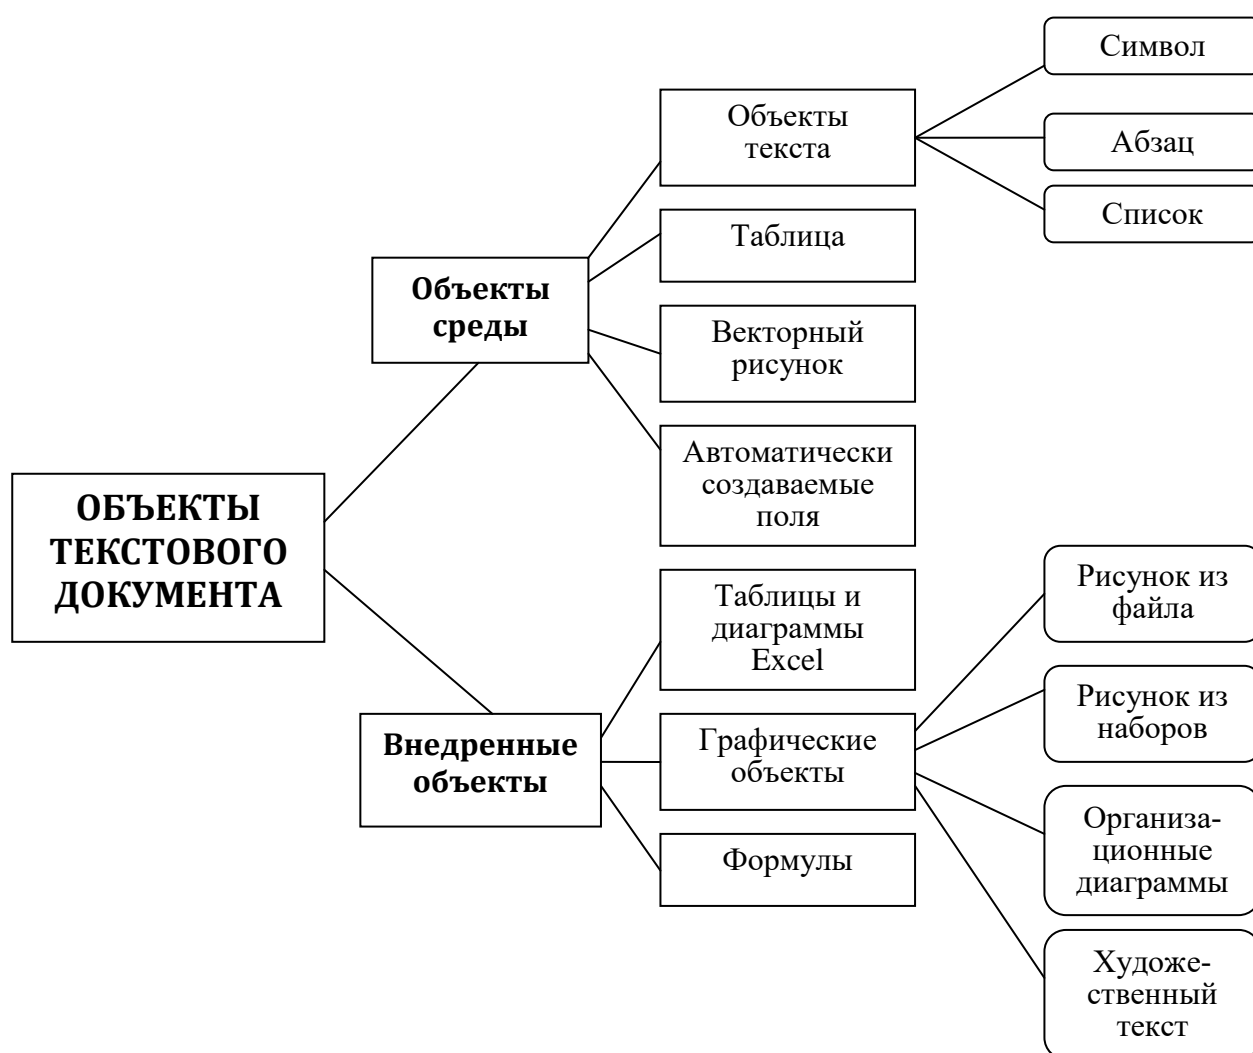 ОБЪЕКТЫ
ТЕКСТОВОГО
ДОКУМЕНТА
Объекты
среды
Объекты
текста
Символ
Абзац
Список
Таблица
Векторный
рисунок
Автоматически
создаваемые
поля
Внедренные
объекты
Таблицы и
диаграммы
Excel
Графические
объекты
Рисунок из
файла
Рисунок из
наборов
Организа-
ционные
диаграммы
Художе-
ственный
текст
Формулы